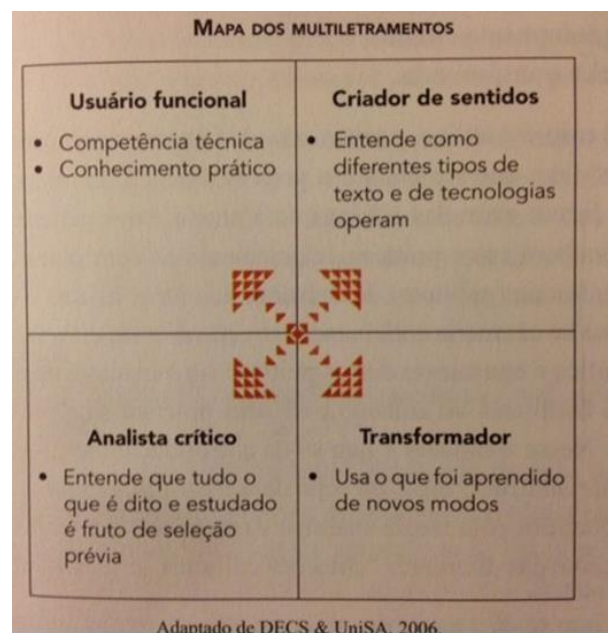 MAPA DOS MULTILETRAMENTOS
Usuário funcional
• Competência técnica
• Conhecimento prático
Criador de sentidos
• Entende como
diferentes tipos de
texto e de tecnologias
operam
Analista crítico
• Entende que tudo o
que é dito e estudado
é fruto de seleção
prévia
Transformador
• Usa o que foi aprendido
de novos modos
Adaptado de DECS & UniSA, 2006.